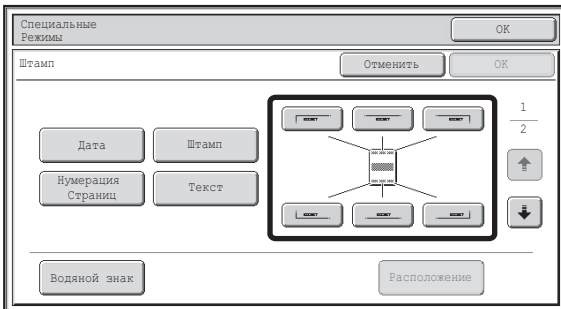 Специальные
Режимы
OK
Штамп
Отменить
OK
Дата
Штамп
Нумерация
Страниц
Текст
1
2
Водяной знак
Расположение